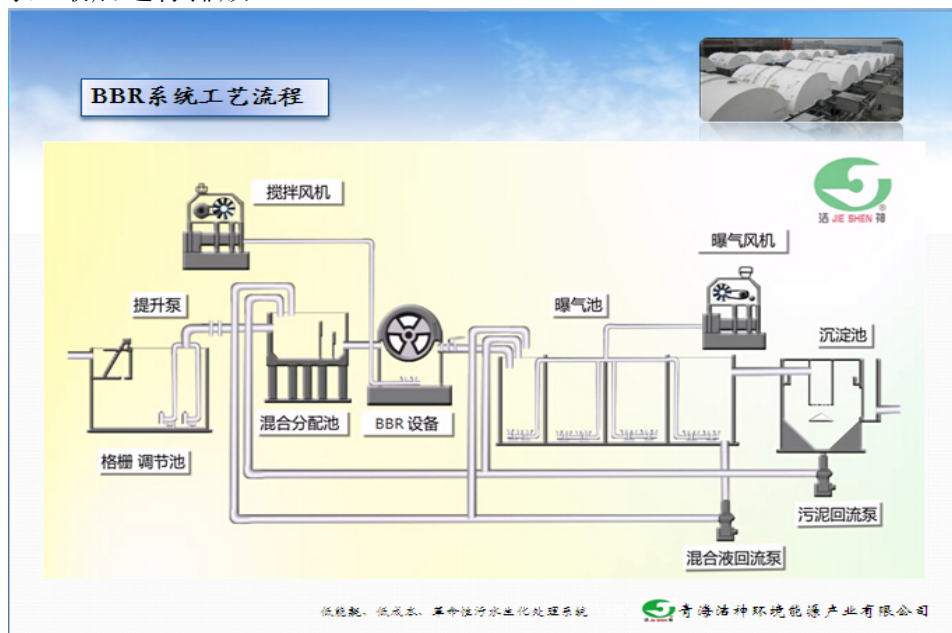 BBR系统工艺流程
搅拌风机
洁 JIE SHEN 神
®
曝气风机
提升泵
曝气池
沉淀池
混合分配池
BBR 设备
格栅 调节池
污泥回流泵
混合液回流泵
低能耗、低成本、革命性污水生化处理系统
青海洁神环境能源产业有限公司